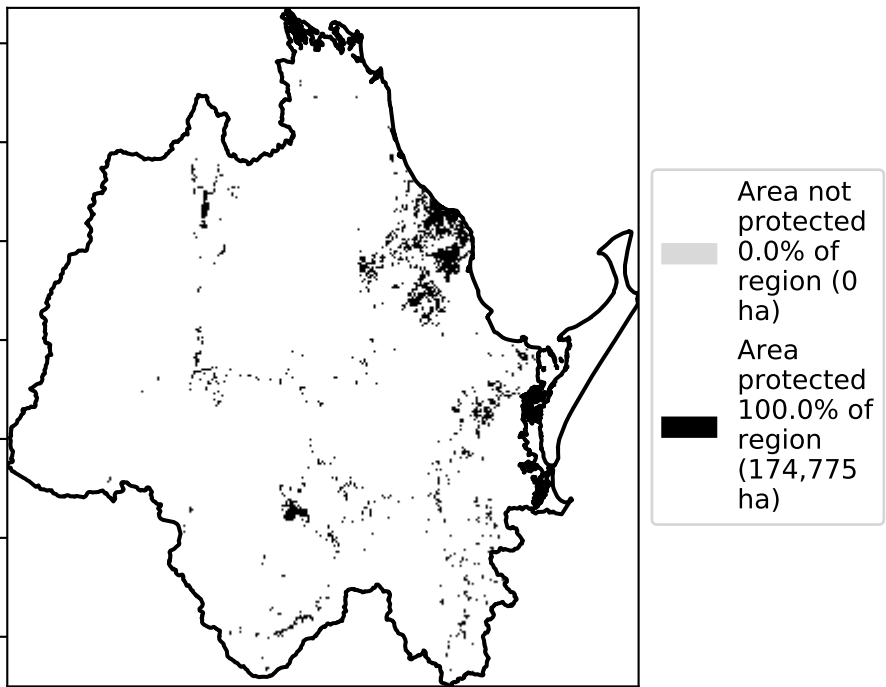 Area not
protected
0.0% of
region (0
ha)
Area
protected
100.0% of
region
(174,775
ha)